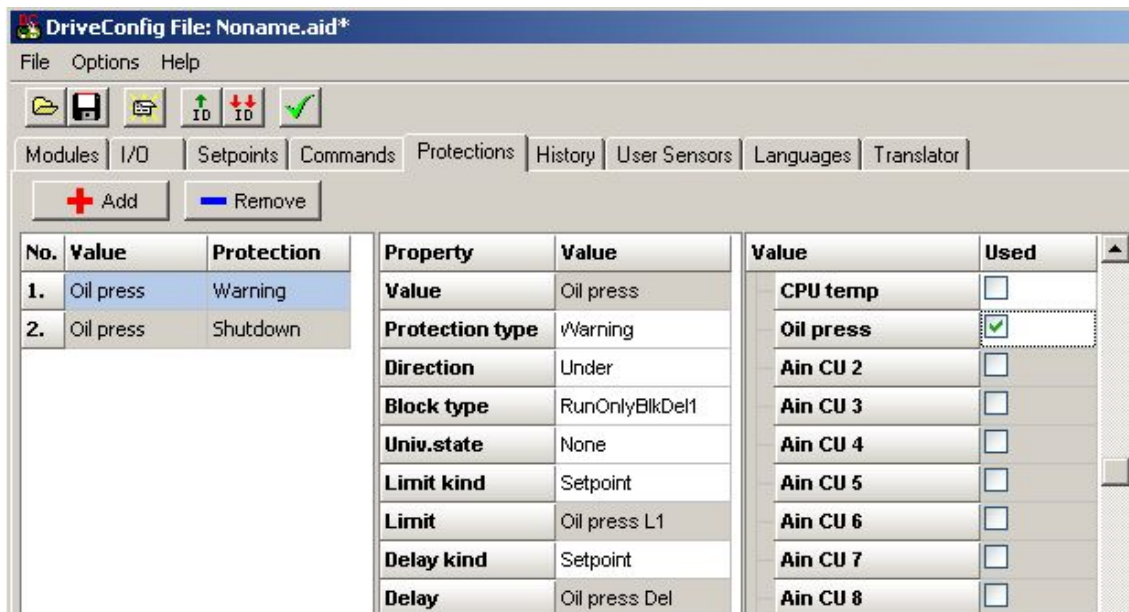 DriveConfig File: Noname.aid*
File Options Help
ID ID
Modules I/O Setpoints Commands Protections History User Sensors Languages Translator
Add Remove
No. Value Protection
1. Oil press Warning
2. Oil press Shutdown
Property Value
Value Oil press
Protection type Warning
Direction Under
Block type RunOnlyBlkDel1
Univ.state None
Limit kind Setpoint
Limit Oil press L1
Delay kind Setpoint
Delay Oil press Del
Value Used
CPU temp
Oil press
Ain CU 2
Ain CU 3
Ain CU 4
Ain CU 5
Ain CU 6
Ain CU 7
Ain CU 8